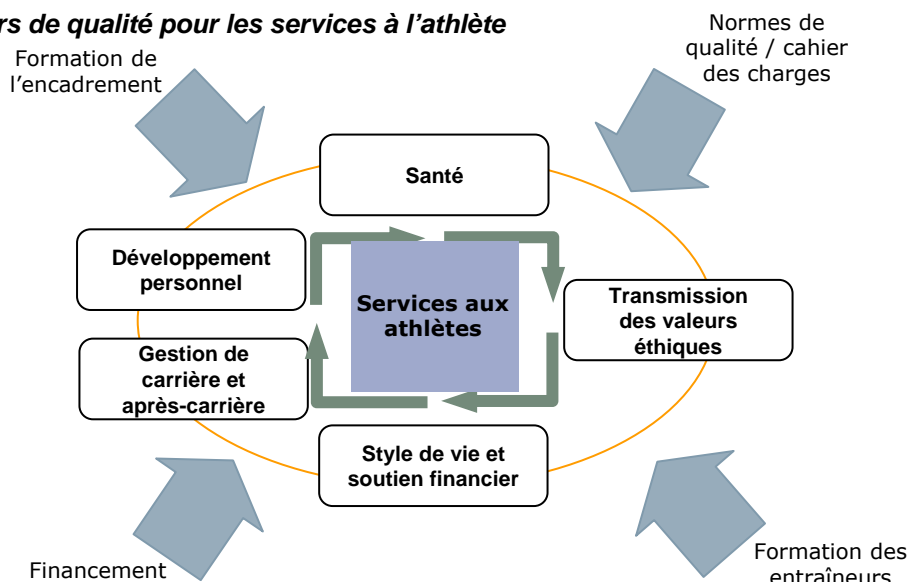 rs de qualité pour les services à l’athlète
Formation de
l’encadrement
Normes de
qualité / cahier
des charges
Santé
Développement
personnel
Services aux
athlètes
Transmission
des valeurs
éthiques
Gestion de
carrière et
après-carrière
Style de vie et
soutien financier
Financement
Formation des
entraîneurs